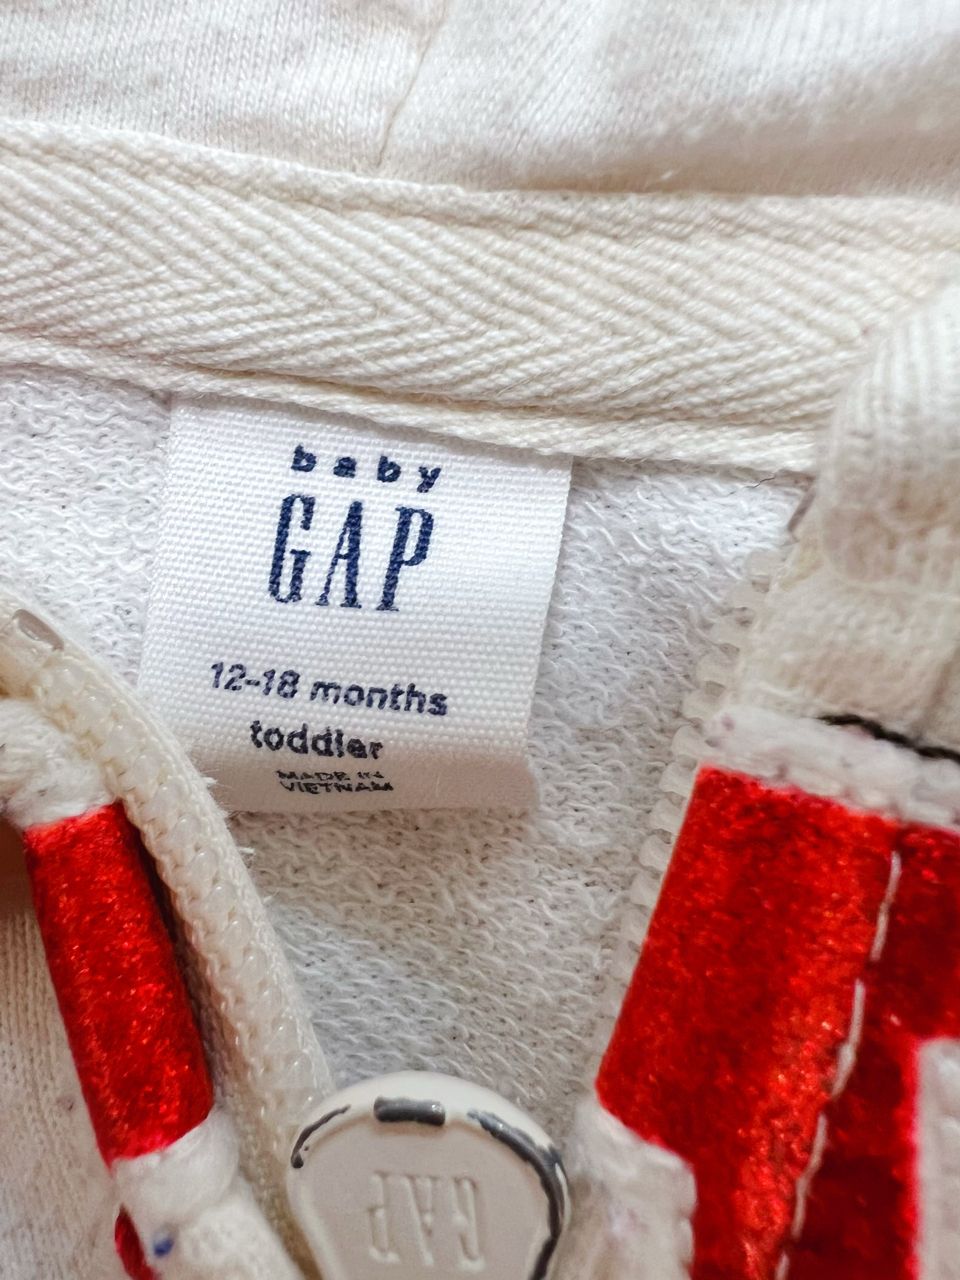 baby
GAP
12-18 months
toddler
MADE IN
VIETNAM
GAP